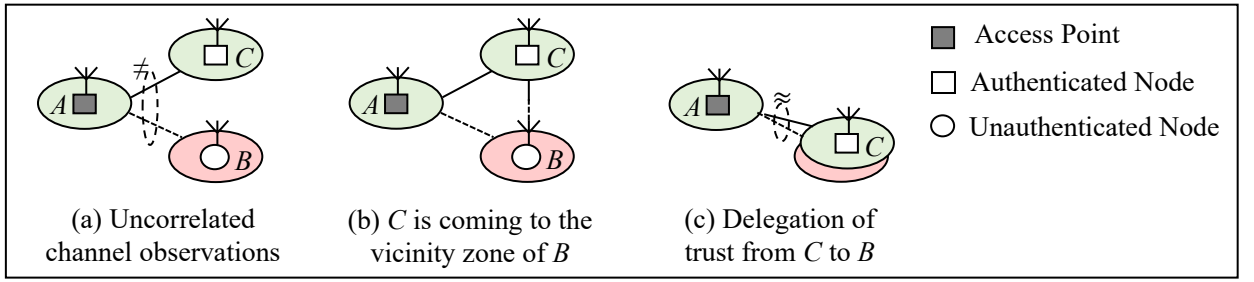 ≠
C
A
B
(a) Uncorrelated
channel observations
C
A
B
(b) C is coming to the
vicinity zone of B
A
≈
C
(c) Delegation of
trust from C to B
Access Point
Authenticated Node
Unauthenticated Node